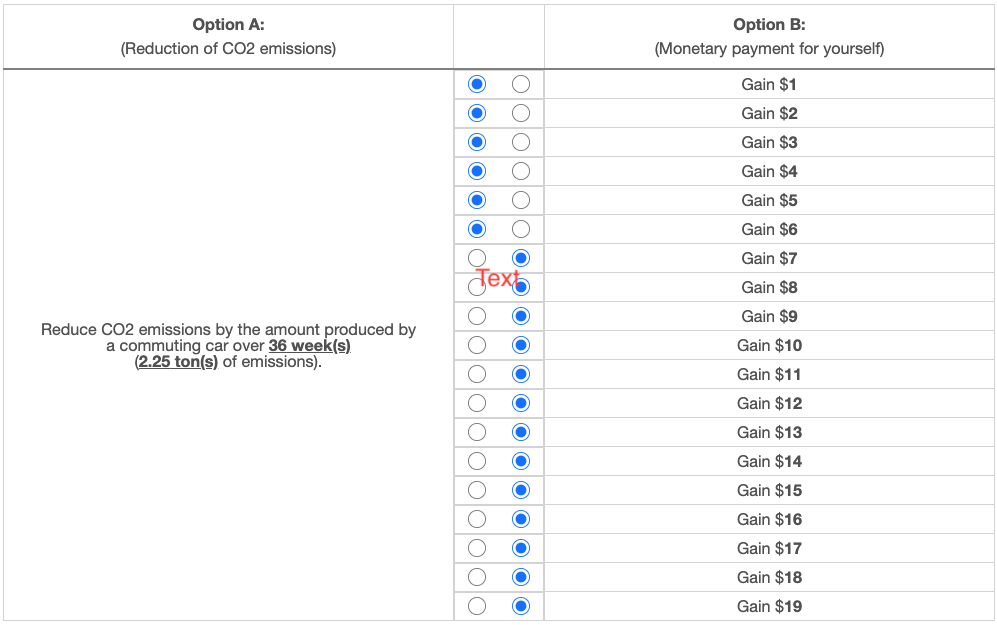 Option A:
(Reduction of CO2 emissions)
Option B:
(Monetary payment for yourself)
Reduce CO2 emissions by the amount produced by
a commuting car over 36 week(s)
(2.25 ton(s) of emissions).
Gain $1
Gain $2
Gain $3
Gain $4
Gain $5
Gain $6
Gain $7
Text
Gain $8
Gain $9
Gain $10
Gain $11
Gain $12
Gain $13
Gain $14
Gain $15
Gain $16
Gain $17
Gain $18
Gain $19